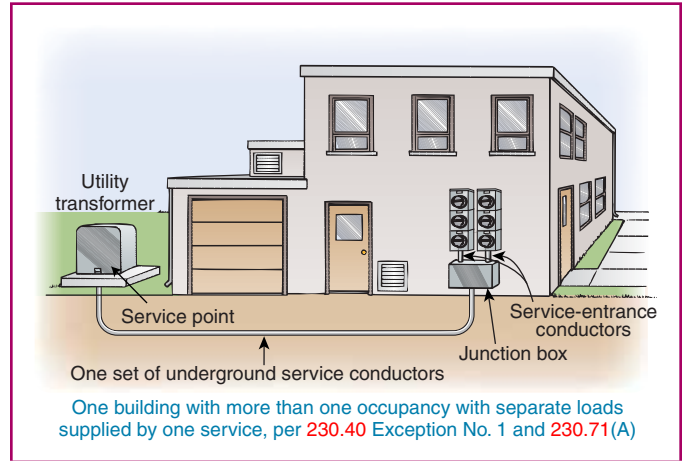 Utility
transformer
Service point
Service-entrance
conductors
Junction box
One set of underground service conductors
One building with more than one occupancy with separate loads
supplied by one service, per 230.40 Exception No. 1 and 230.71(A)